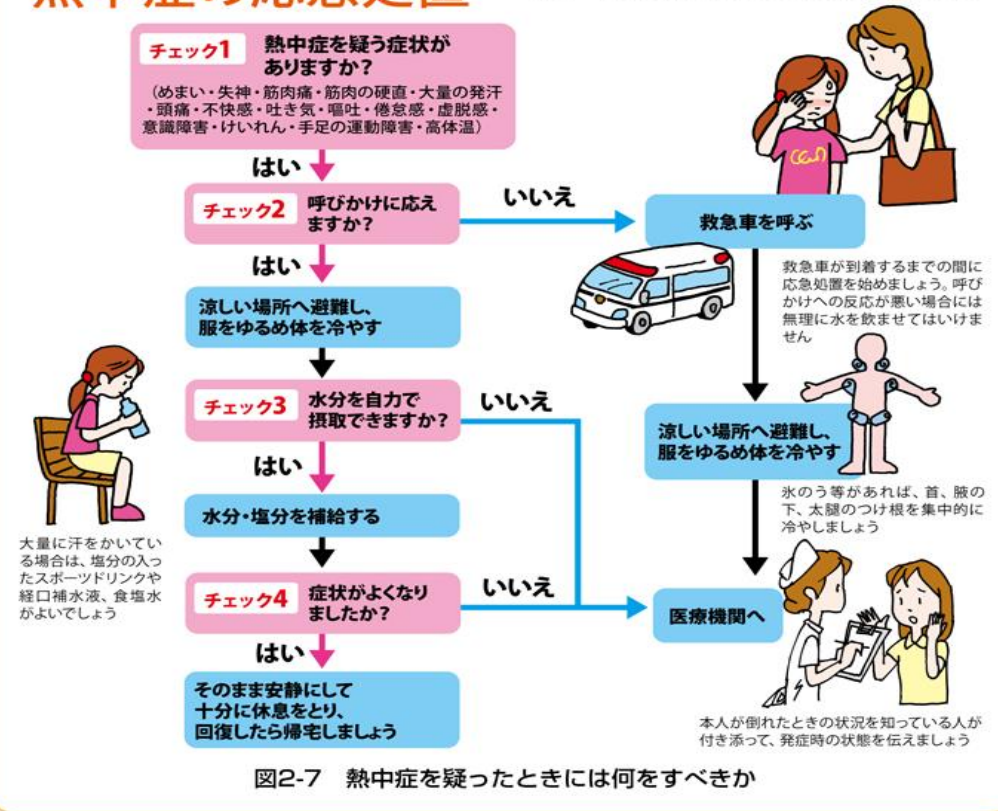 熱中症の応急処置
チェック1
熱中症を疑う症状が
ありますか？
（めまい・失神・筋肉痛・筋肉の硬直・大量の発汗
・頭痛・不快感・吐き気・嘔吐・倦怠感・虚脱感・
意識障害・けいれん・手足の運動障害・高体温）
はい
チェック2
呼びかけに応え
ますか？
いいえ
救急車を呼ぶ
救急車が到着するまでの間に
応急処置を始めましょう。呼び
かけへの反応が悪い場合には
無理に水を飲ませてはいけま
せん
はい
涼しい場所へ避難し、
服をゆるめ体を冷やす
チェック3
水分を自力で
摂取できますか？
いいえ
涼しい場所へ避難し、
服をゆるめ体を冷やす
氷のう等があれば、首、腋の
下、太腿のつけ根を集中的に
冷やしましょう
はい
水分・塩分を補給する
大量に汗をかいてい
る場合は、塩分の入っ
たスポーツドリンクや
経口補水液、食塩水
がよいでしょう
チェック4
症状がよくなり
ましたか？
いいえ
医療機関へ
本人が倒れたときの状況を知っている人が
付き添って、発症時の状態を伝えましょう
はい
そのまま安静にして
十分に休息をとり、
回復したら帰宅しましょう
図2-7 熱中症を疑ったときには何をすべきか